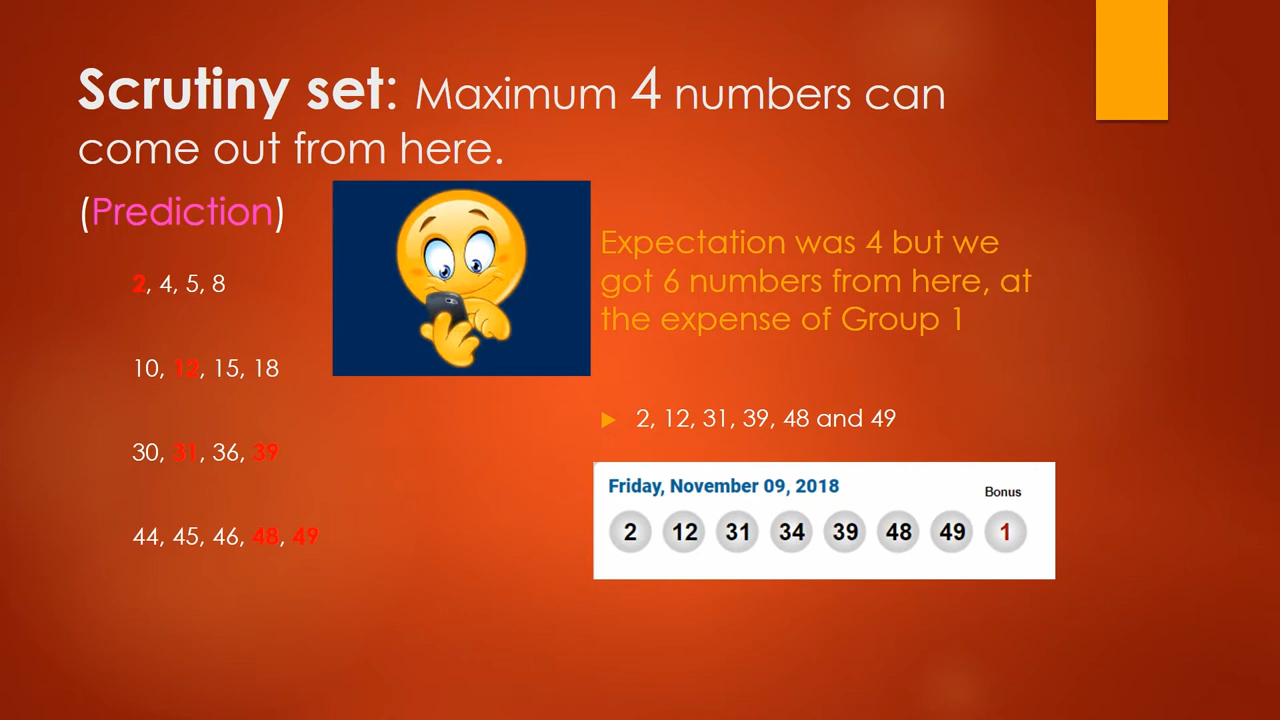 Scrutiny set: Maximum 4 numbers can
come out from here.
(Prediction)
2, 4, 5, 8
10, 12, 15, 18
30, 31, 36, 39
44, 45, 46, 48, 49
Expectation was 4 but we
got 6 numbers from here, at
the expense of Group 1
2, 12, 31, 39, 48 and 49
Friday, November 09, 2018
Bonus
2 12 31 34 39 48 49 1